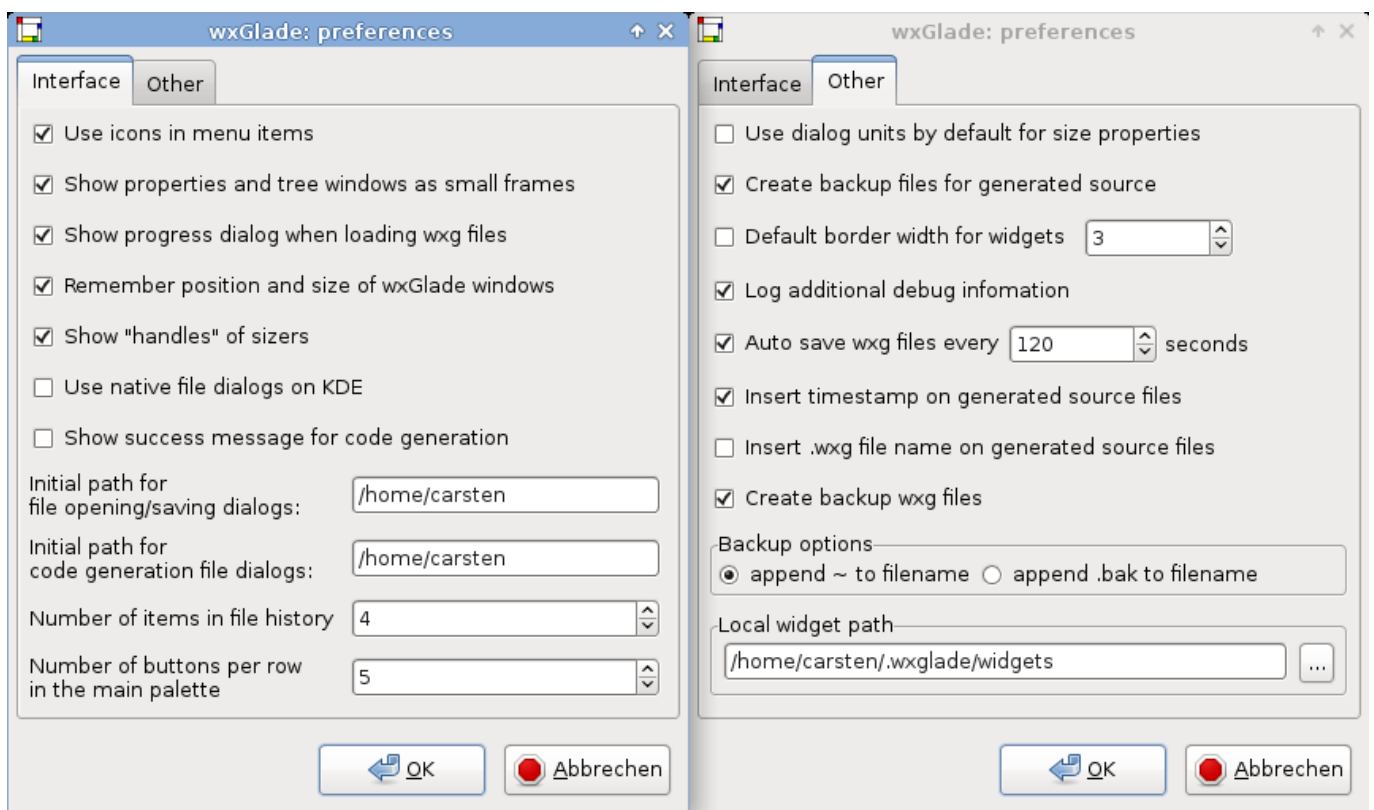 wxGlade: preferences
Interface
Other
Use icons in menu items
Show properties and tree windows as small frames
Show progress dialog when loading wxg files
Remember position and size of wxGlade windows
Show "handles" of sizers
Use native file dialogs on KDE
Show success message for code generation
Initial path for
file opening/saving dialogs:
/home/carsten
Initial path for
code generation file dialogs:
/home/carsten
Number of items in file history
4
Number of buttons per row
in the main palette
5
OK
Abbrechen
wxGlade: preferences
Interface
Other
Use dialog units by default for size properties
Create backup files for generated source
Default border width for widgets 3
Log additional debug infomation
Auto save wxg files every 120 seconds
Insert timestamp on generated source files
Insert .wxg file name on generated source files
Create backup wxg files
Backup options
append ~ to filename
append .bak to filename
Local widget path
/home/carsten/.wxglade/widgets
...
OK
Abbrechen